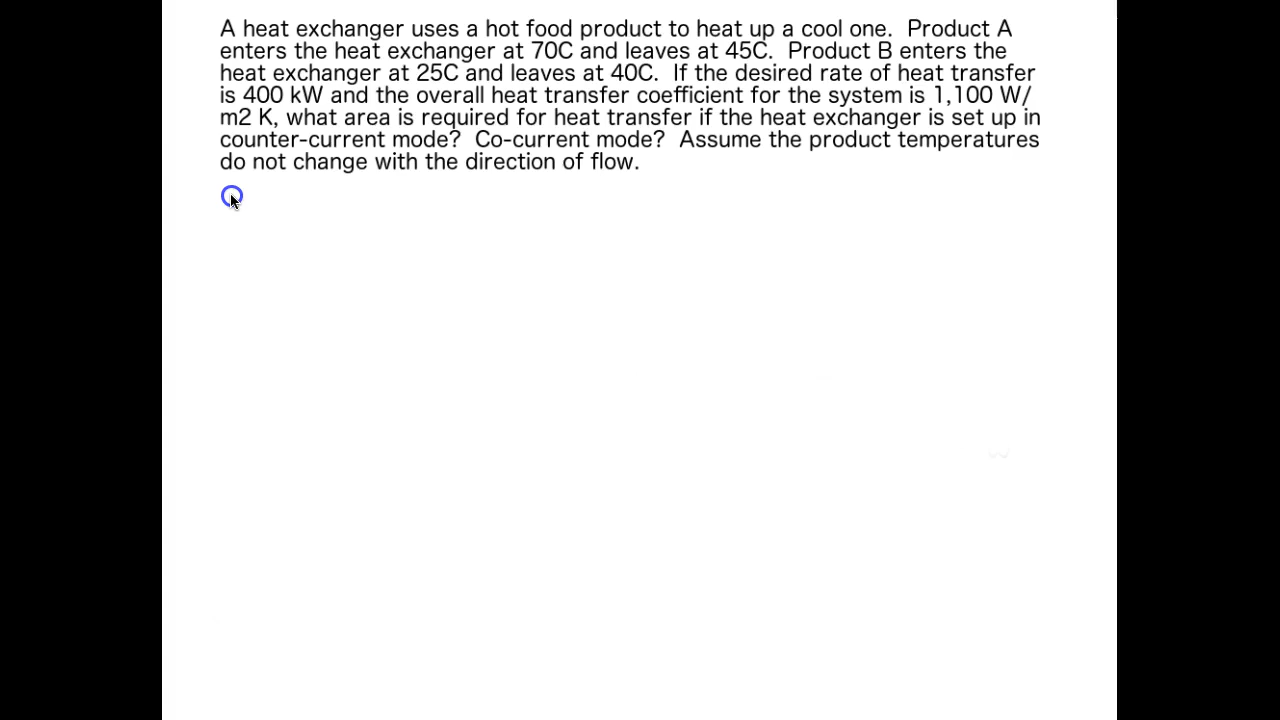 A heat exchanger uses a hot food product to heat up a cool one.  Product A
enters the heat exchanger at 70C and leaves at 45C.  Product B enters the
heat exchanger at 25C and leaves at 40C.  If the desired rate of heat transfer
is 400 kW and the overall heat transfer coefficient for the system is 1,100 W/
m2 K, what area is required for heat transfer if the heat exchanger is set up in
counter-current mode?  Co-current mode?  Assume the product temperatures
do not change with the direction of flow.